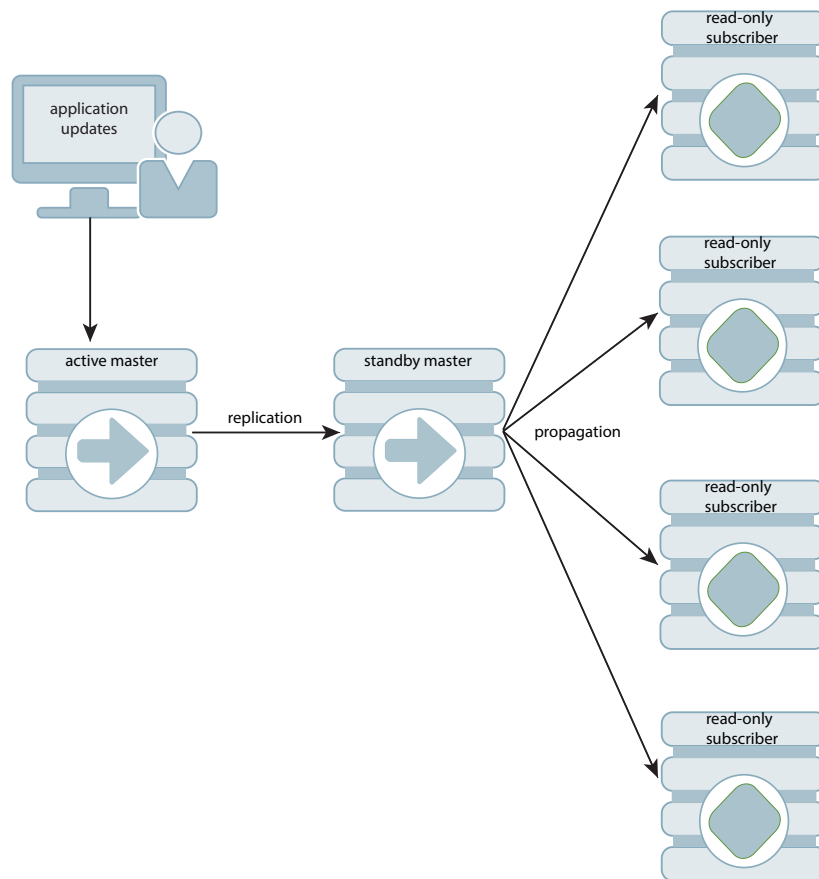 application
updates
active master
replication
standby master
propagation
read-only
subscriber
read-only
subscriber
read-only
subscriber
read-only
subscriber